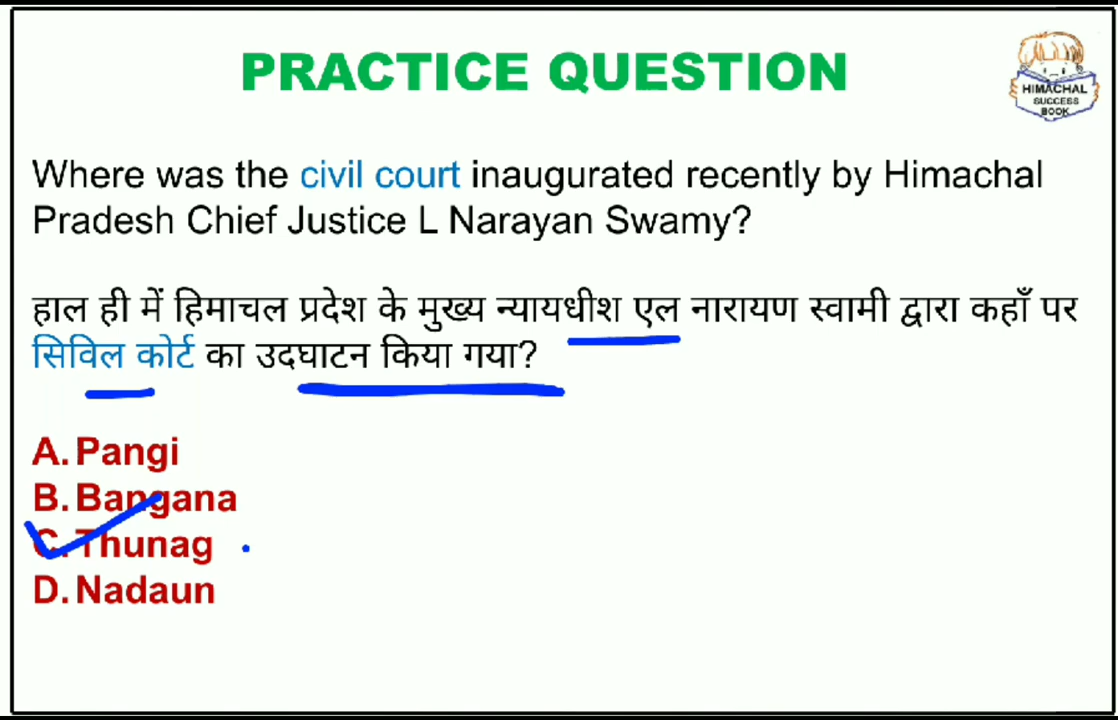 PRACTICE QUESTION
HIMACHAL
SUCCESS
BOOK
Where was the civil court inaugurated recently by Himachal
Pradesh Chief Justice L Narayan Swamy?
हाल ही में हिमाचल प्रदेश के मुख्य न्यायधीश एल नारायण स्वामी द्वारा कहाँ पर
सिविल कोर्ट का उदघाटन किया गया?
A. Pangi
B. Bangana
C. Thunag
D. Nadaun